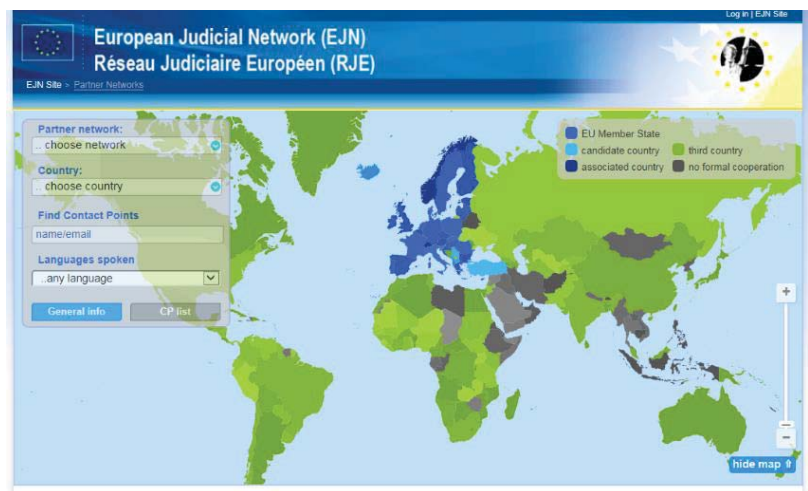 Log in | EJN Site
European Judicial Network (EJN)
Réseau Judiciaire Européen (RJE)
EJN Site > Partner Networks
Partner network:
.. choose network
Country:
.. choose country
Find Contact Points
name/email
Languages spoken
..any language
General info
CP list
EU Member State
candidate country
third country
associated country
no formal cooperation
+
–
hide map ⇧